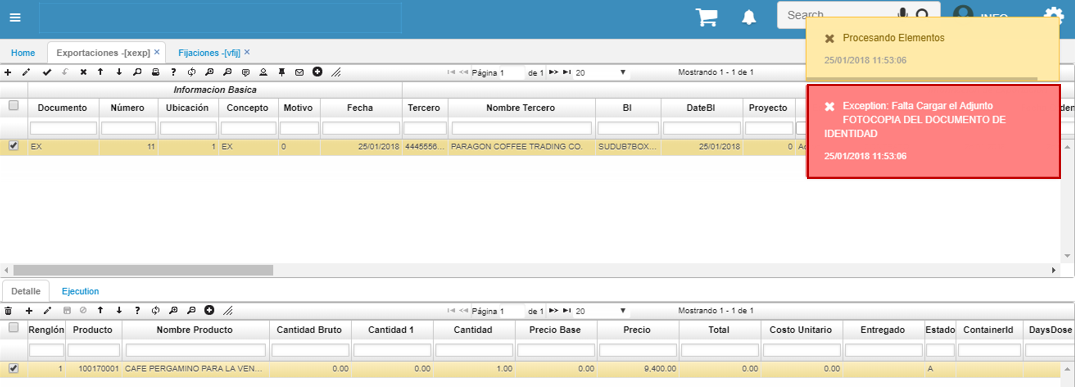 Search
INFO
Procesando Elementos
25/01/2018 11:53:06
Exception: Falta Cargar el Adjunto
FOTOCOPIA DEL DOCUMENTO DE
IDENTIDAD
25/01/2018 11:53:06
Home Exportaciones -[xexp] × Fijaciones -[vfij] ×
Página 1 de 1 20 Mostrando 1 - 1 de 1
Informacion Basica
Documento Número Ubicación Concepto Motivo Fecha Tercero Nombre Tercero BI DateBI Proyecto
EX 11 1 EX 0 25/01/2018 4445556... PARAGON COFFEE TRADING CO. SUDUB7BOX... 25/01/2018 0
Detalle Ejecution
Página 1 de 1 20 Mostrando 1 - 1 de 1
Renglón Producto Nombre Producto Cantidad Bruto Cantidad 1 Cantidad Precio Base Precio Total Costo Unitario Entregado Estado ContainerId DaysDose
1 100170001 CAFE PERGAMINO PARA LA VEN... 0.00 0.00 1.00 0.00 9,400.00 0.00 0.00 A